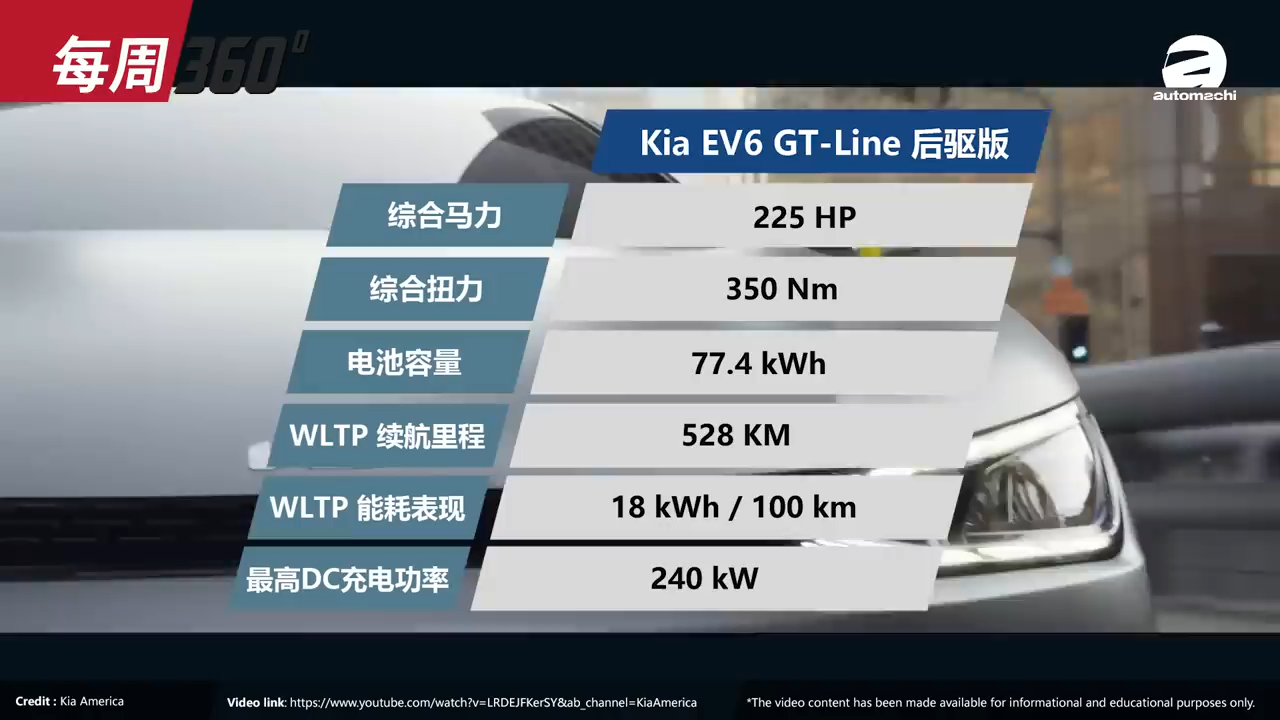 每周360°
automachi
Kia EV6 GT-Line 后驱版
综合马力 225 HP
综合扭力 350 Nm
电池容量 77.4 kWh
WLTP 续航里程 528 KM
WLTP 能耗表现 18 kWh / 100 km
最高DC充电功率 240 kW
Credit : Kia America
Video link: https://www.youtube.com/watch?v=LRDEJFKerSY&ab_channel=KiaAmerica
*The video content has been made available for informational and educational purposes only.